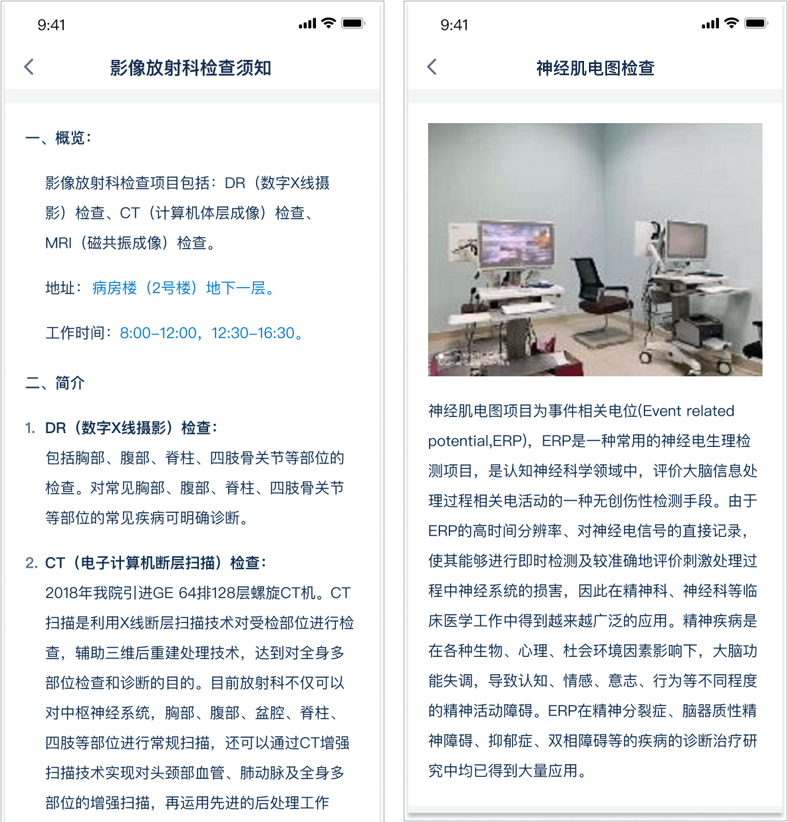 9:41
影像放射科检查须知
一、概览：
影像放射科检查项目包括：DR（数字X线摄
影）检查、CT（计算机体层成像）检查、
MRI（磁共振成像）检查。
地址：病房楼（2号楼）地下一层。
工作时间：8:00-12:00，12:30-16:30。
二、简介
1. DR（数字X线摄影）检查：
包括胸部、腹部、脊柱、四肢骨关节等部位的
检查。对常见胸部、腹部、脊柱、四肢骨关节
等部位的常见疾病可明确诊断。
2. CT（电子计算机断层扫描）检查：
2018年我院引进GE 64排128层螺旋CT机。CT
扫描是利用X线断层扫描技术对受检部位进行检
查，辅助三维后重建处理技术，达到对全身多
部位检查和诊断的目的。目前放射科不仅可以
对中枢神经系统，胸部、腹部、盆腔、脊柱、
四肢等部位进行常规扫描，还可以通过CT增强
扫描技术实现对头颈部血管、肺动脉及全身多
部位的增强扫描，再运用先进的后处理工作
9:41
神经肌电图检查
神经肌电图项目为事件相关电位(Event related
potential,ERP)，ERP是一种常用的神经电生理检
测项目，是认知神经科学领域中，评价大脑信息处
理过程相关电活动的一种无创伤性检测手段。由于
ERP的高时间分辨率、对神经电信号的直接记录，
使其能够进行即时检测及较准确地评价刺激处理过
程中神经系统的损害，因此在精神科、神经科等临
床医学工作中得到越来越广泛的应用。精神疾病是
在各种生物、心理、社会环境因素影响下，大脑功
能失调，导致认知、情感、意志、行为等不同程度
的精神活动障碍。ERP在精神分裂症、脑器质性精
神障碍、抑郁症、双相障碍等的疾病的诊断治疗研
究中均已得到大量应用。